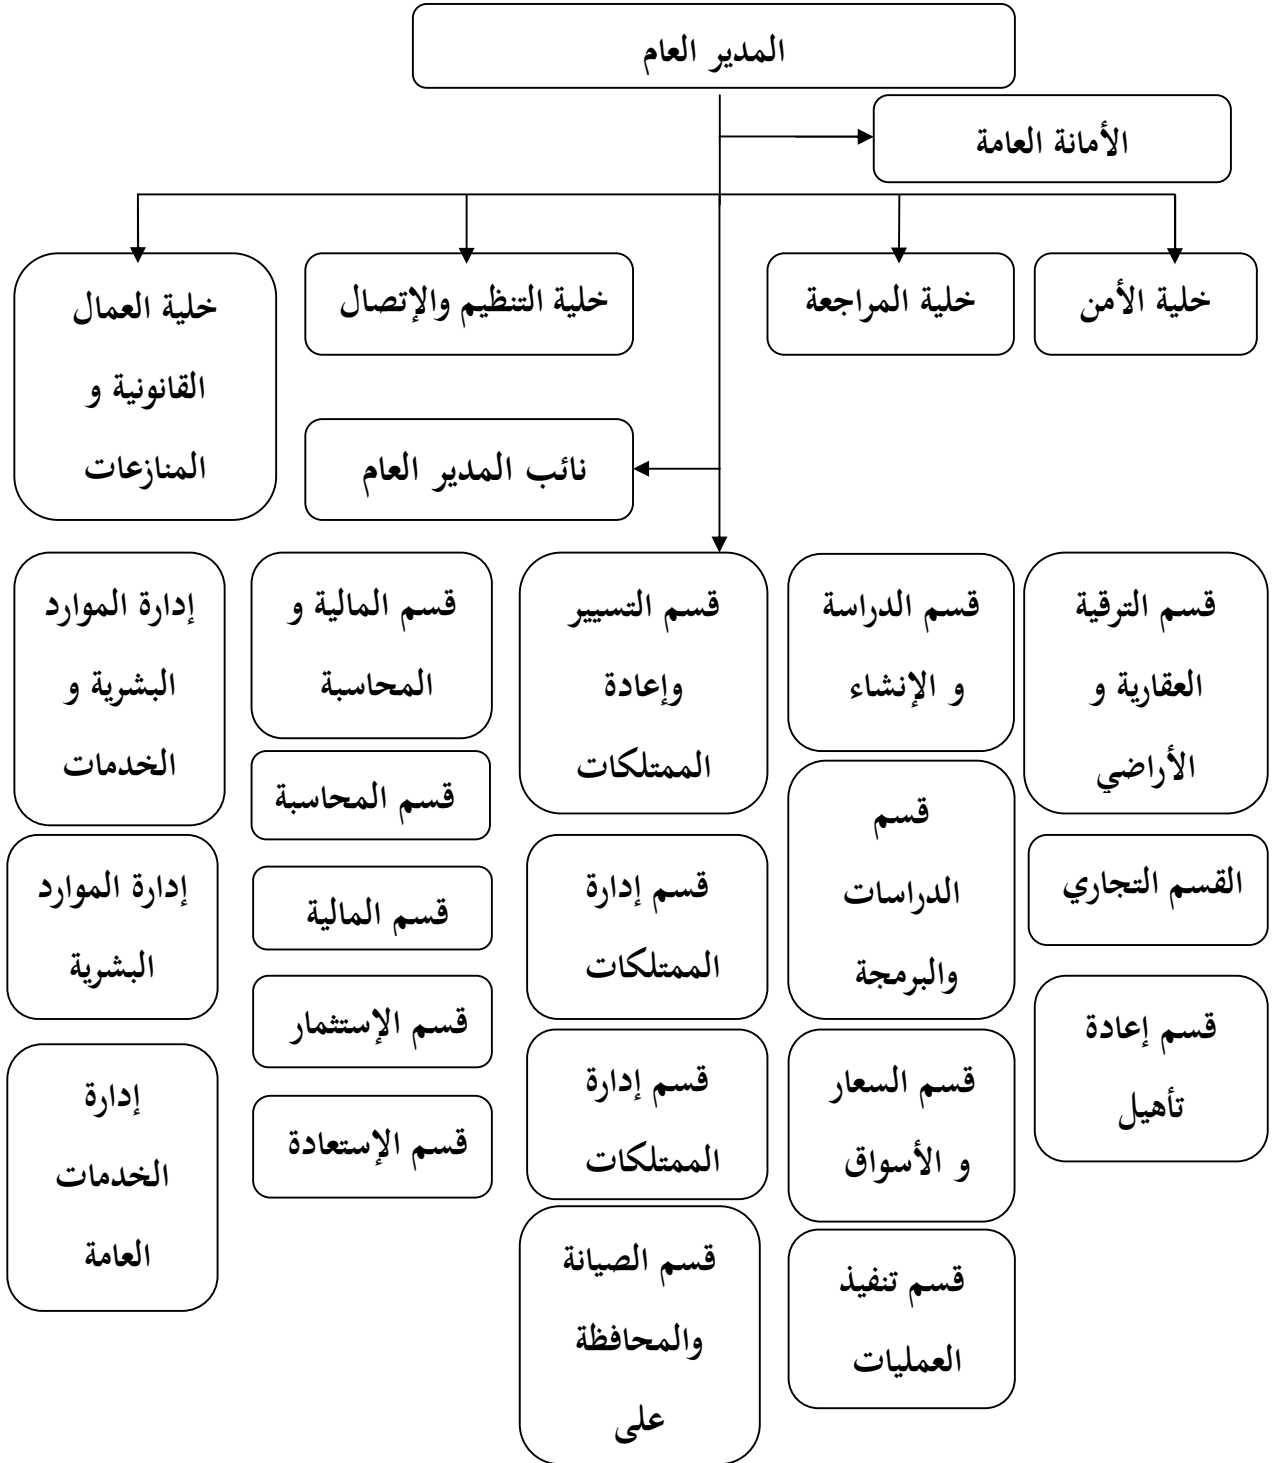 المدير العام
الأمانة العامة
خلية الأمن
خلية المراجعة
خلية التنظيم والإتصال
خلية العمال
القانونية و
المنازعات
نائب المدير العام
قسم الترقية
العقارية و
الأراضي
القسم التجاري
قسم إعادة
تأهيل
قسم الدراسة
و الإنشاء
قسم
الدراسات
والبرمجة
قسم السعار
و الأسواق
قسم تنفيذ
العمليات
قسم التسيير
وإعادة
الممتلكات
قسم إدارة
الممتلكات
قسم إدارة
الممتلكات
قسم الصيانة
والمحافظة
على
قسم المالية و
المحاسبة
قسم المحاسبة
قسم المالية
قسم الإستثمار
قسم الإستعادة
إدارة الموارد
البشرية و
الخدمات
إدارة الموارد
البشرية
إدارة
الخدمات
العامة